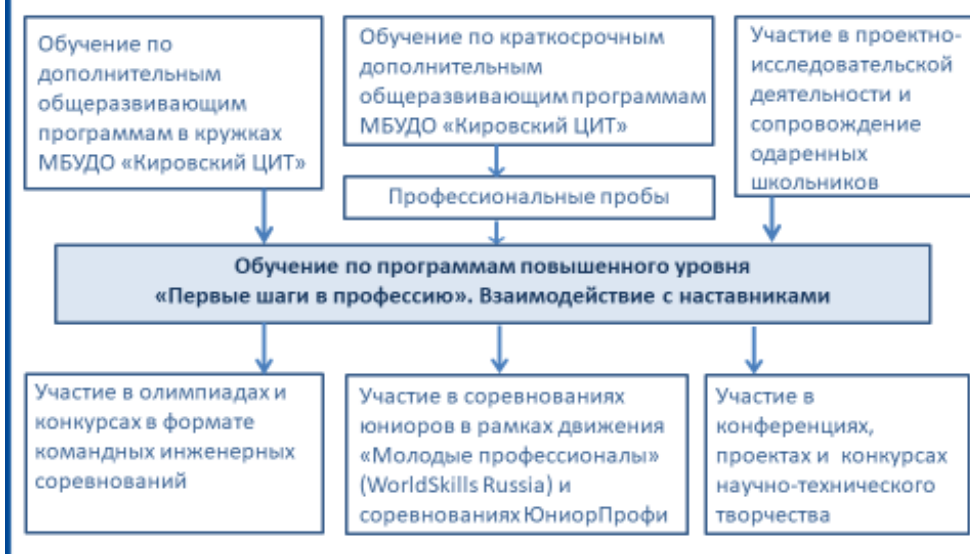 Обучение по
дополнительным
общеразвивающим
программам в кружках
МБУДО «Кировский ЦИТ»
Обучение по краткосрочным
дополнительным
общеразвивающим программам
МБУДО «Кировский ЦИТ»
Участие в проектно-
исследовательской
деятельности и
сопровождение
одаренных
школьников
Профессиональные пробы
Обучение по программам повышенного уровня
«Первые шаги в профессию». Взаимодействие с наставниками
Участие в олимпиадах и
конкурсах в формате
командных инженерных
соревнований
Участие в соревнованиях
юниоров в рамках движения
«Молодые профессионалы»
(WorldSkills Russia) и
соревнованиях ЮниорПрофи
Участие в
конференциях,
проектах и конкурсах
научно-технического
творчества